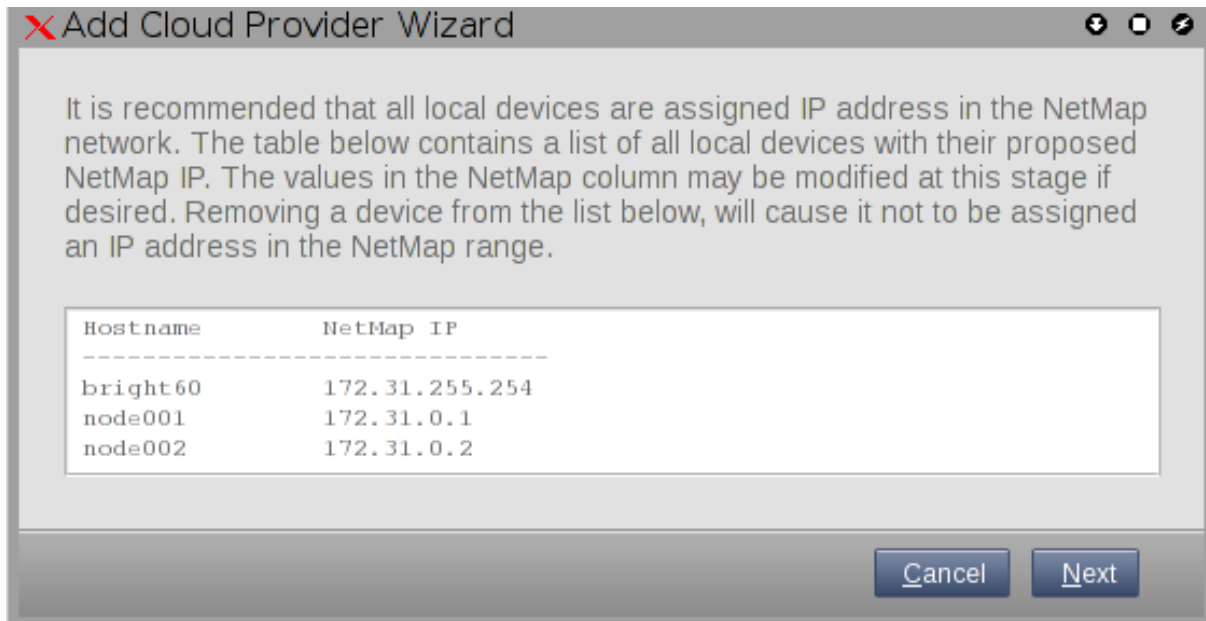 Add Cloud Provider Wizard
It is recommended that all local devices are assigned IP address in the NetMap
network. The table below contains a list of all local devices with their proposed
NetMap IP. The values in the NetMap column may be modified at this stage if
desired. Removing a device from the list below, will cause it not to be assigned
an IP address in the NetMap range.
Hostname NetMap IP
-------------------------------
bright60 172.31.255.254
node001 172.31.0.1
node002 172.31.0.2
Cancel Next